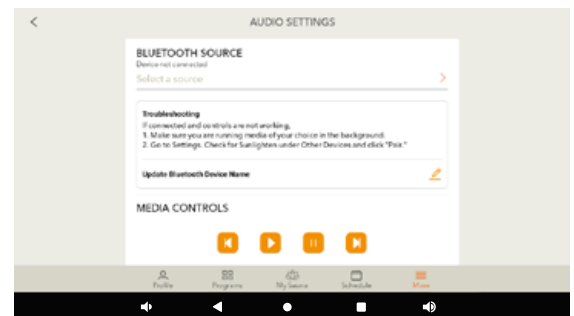 AUDIO SETTINGS
BLUETOOTH SOURCE
Device not connected
Select a source
Troubleshooting
If connected and controls are not working,
1. Make sure you are running media of your choice in the background.
2. Go to Settings. Check for Sunlighten under Other Devices and click "Pair."
Update Bluetooth Device Name
MEDIA CONTROLS
Profile Programs My Sauna Schedule More